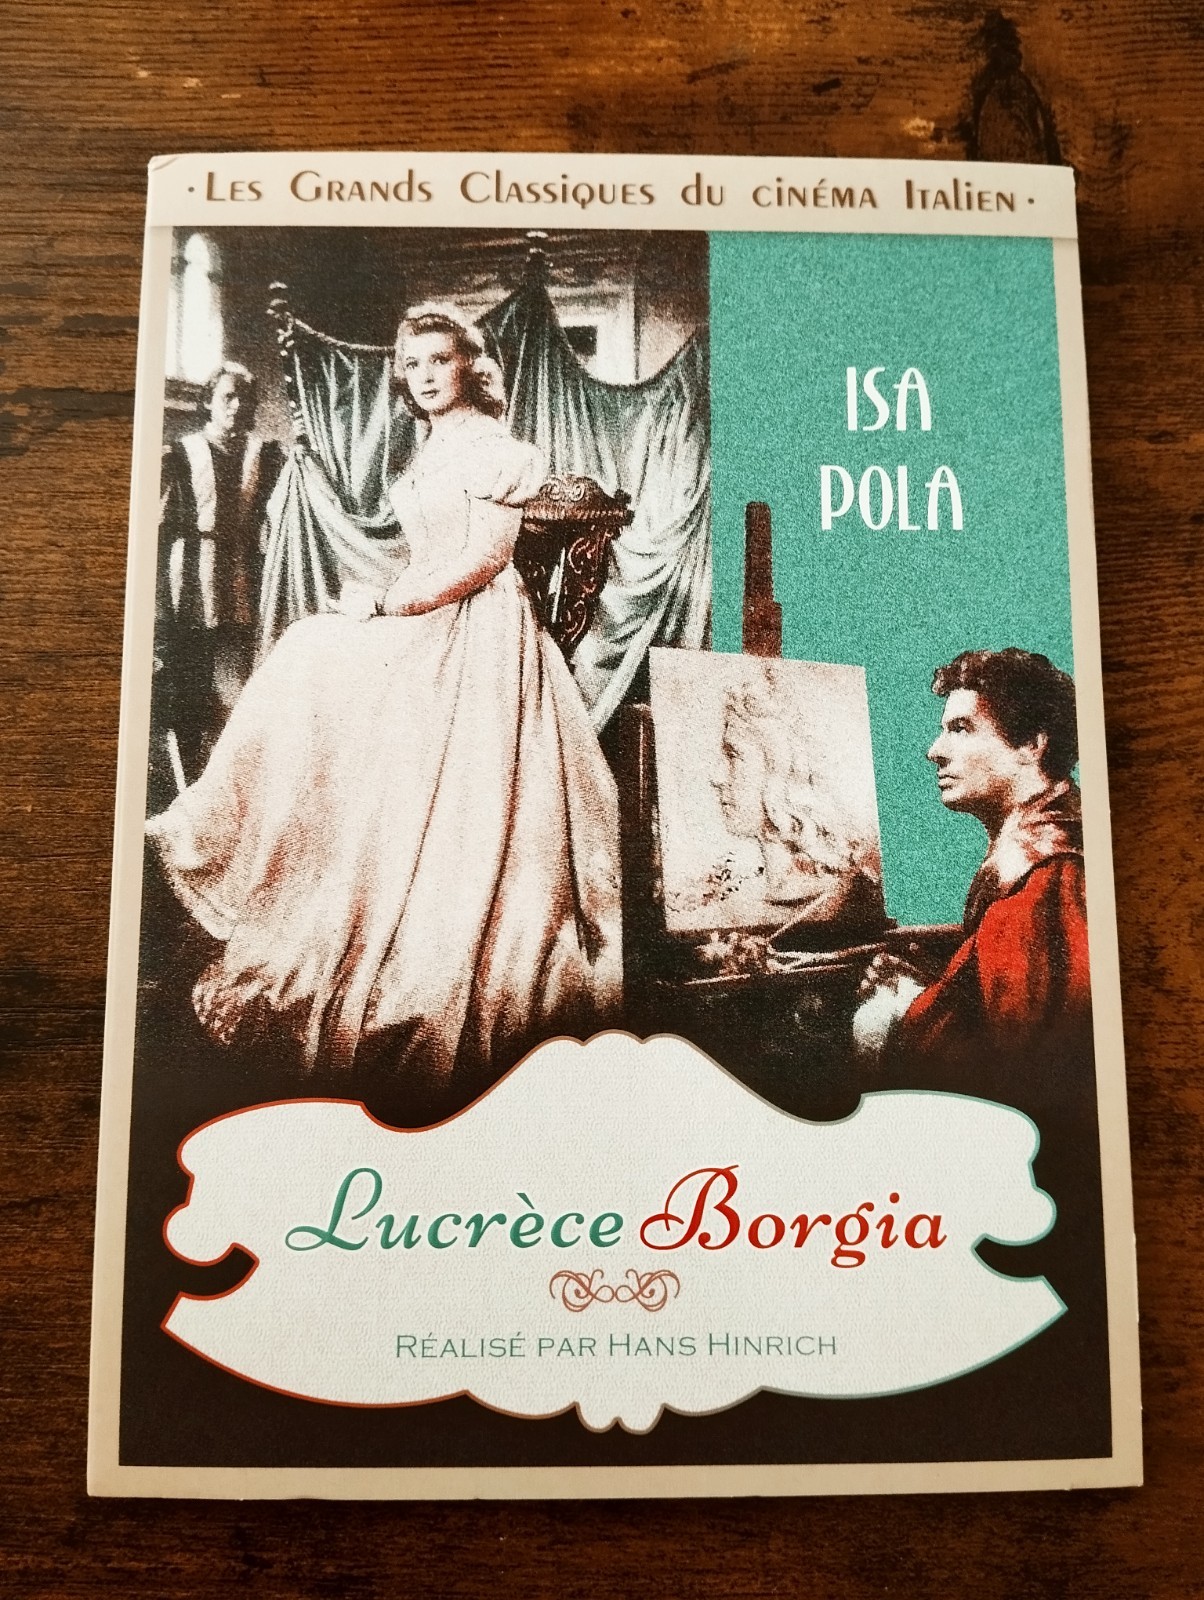 · Les Grands Classiques du cinéma Italien ·
ISA
POLA
Lucrèce Borgia
Réalisé par Hans Hinrich